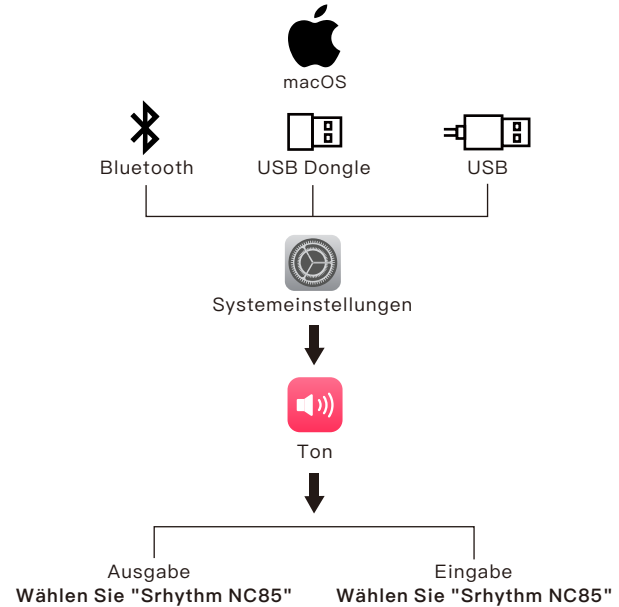 macOS
Bluetooth
USB Dongle
USB
Systemeinstellungen
Ton
Ausgabe
Wählen Sie "Srhythm NC85"
Eingabe
Wählen Sie "Srhythm NC85"